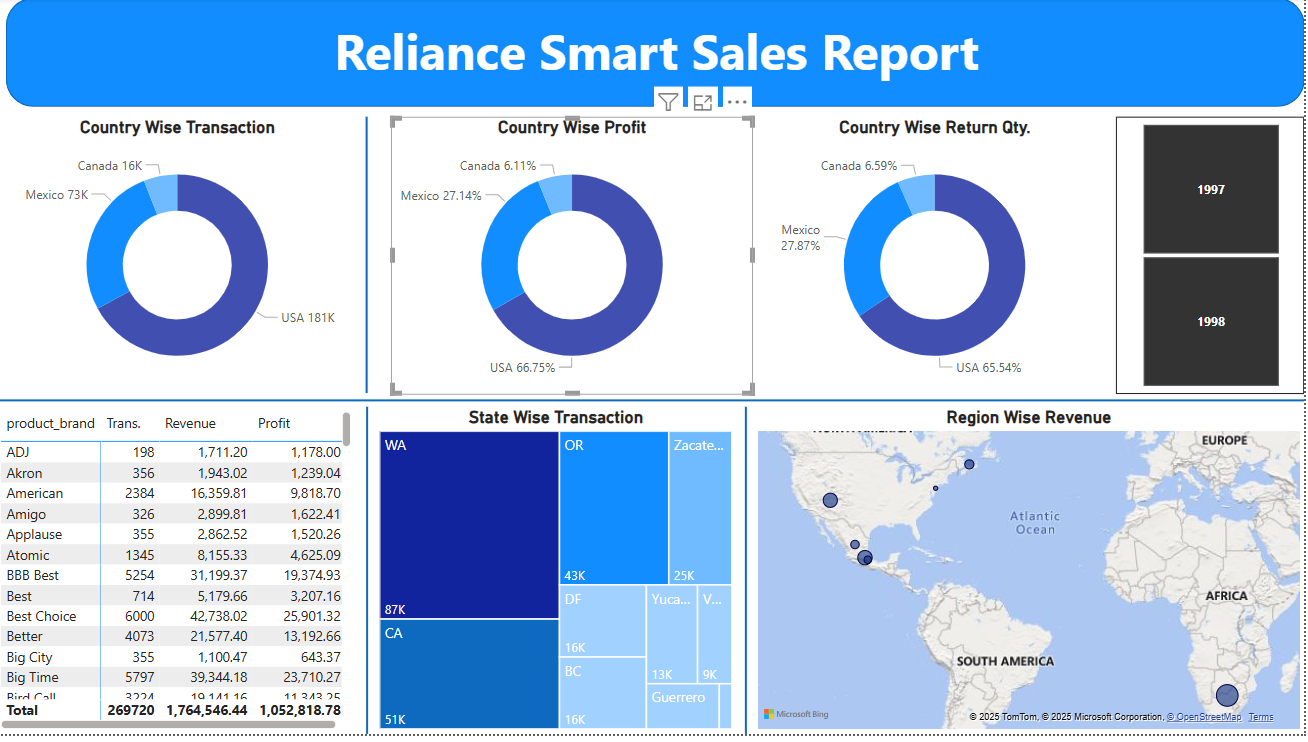 Reliance Smart Sales Report
Country Wise Transaction
Canada 16K
Mexico 73K
USA 181K
Country Wise Profit
Canada 6.11%
Mexico 27.14%
USA 66.75%
Country Wise Return Qty.
Canada 6.59%
Mexico
27.87%
USA 65.54%
1997
1998
product_brand Trans. Revenue Profit
ADJ 198 1,711.20 1,178.00
Akron 356 1,943.02 1,239.04
American 2384 16,359.81 9,818.70
Amigo 326 2,899.81 1,622.41
Applause 355 2,862.52 1,520.26
Atomic 1345 8,155.33 4,625.09
BBB Best 5254 31,199.37 19,374.93
Best 714 5,179.66 3,207.16
Best Choice 6000 42,738.02 25,901.32
Better 4073 21,577.40 13,192.66
Big City 355 1,100.47 643.37
Big Time 5797 39,344.18 23,710.27
Bird Call 3224 19,141.16 11,343.25
Total 269720 1,764,546.44 1,052,818.78
State Wise Transaction
WA
87K
CA
51K
OR
43K
Zacate...
25K
DF
16K
BC
16K
Yuca...
13K
V...
9K
Guerrero
Region Wise Revenue
NORTH AMERICA
EUROPE
Atlantic
Ocean
AFRICA
SOUTH AMERICA
Microsoft Bing
© 2025 TomTom, © 2025 Microsoft Corporation, © OpenStreetMap Terms